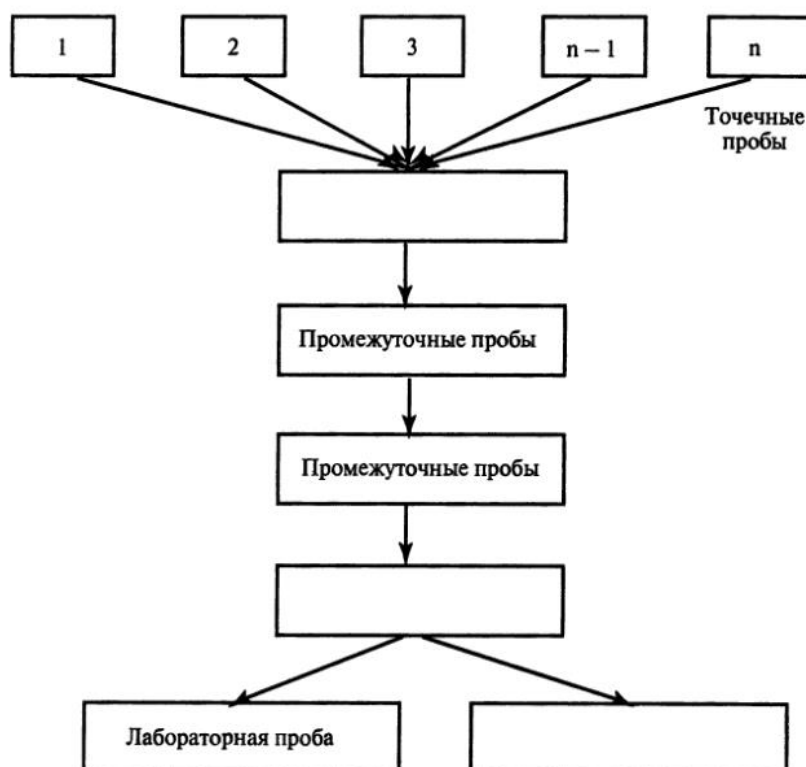 1
2
3
n – 1
n
Точечные
пробы
Промежуточные пробы
Промежуточные пробы
Лабораторная проба